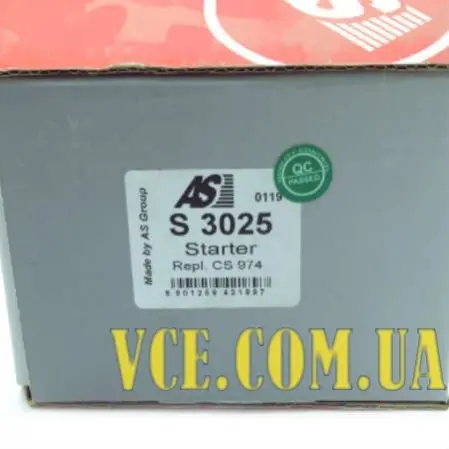 AS
0119
QC
PASSED
Made by AS Group
S 3025
Starter
Repl. CS 974
VCE.COM.UA